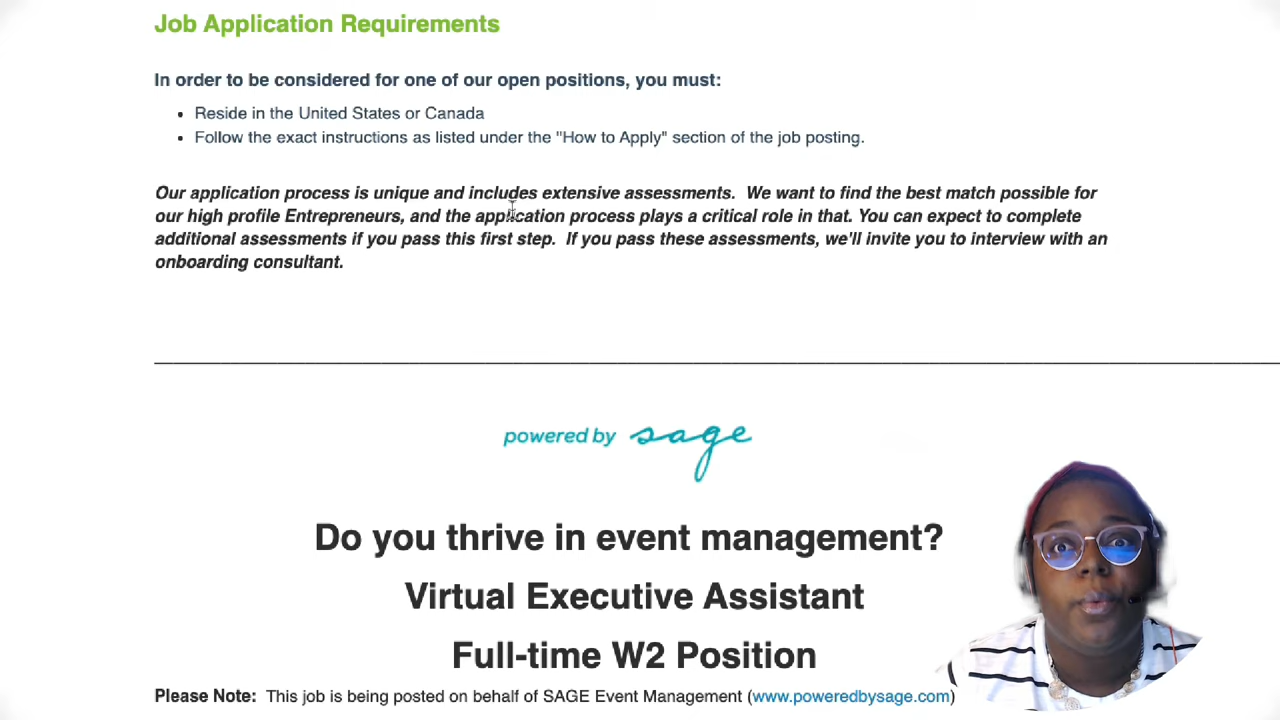 Job Application Requirements
In order to be considered for one of our open positions, you must:
• Reside in the United States or Canada
• Follow the exact instructions as listed under the "How to Apply" section of the job posting.
Our application process is unique and includes extensive assessments. We want to find the best match possible for
our high profile Entrepreneurs, and the application process plays a critical role in that. You can expect to complete
additional assessments if you pass this first step. If you pass these assessments, we'll invite you to interview with an
onboarding consultant.
powered by sage
Do you thrive in event management?
Virtual Executive Assistant
Full-time W2 Position
Please Note: This job is being posted on behalf of SAGE Event Management (www.poweredbysage.com)